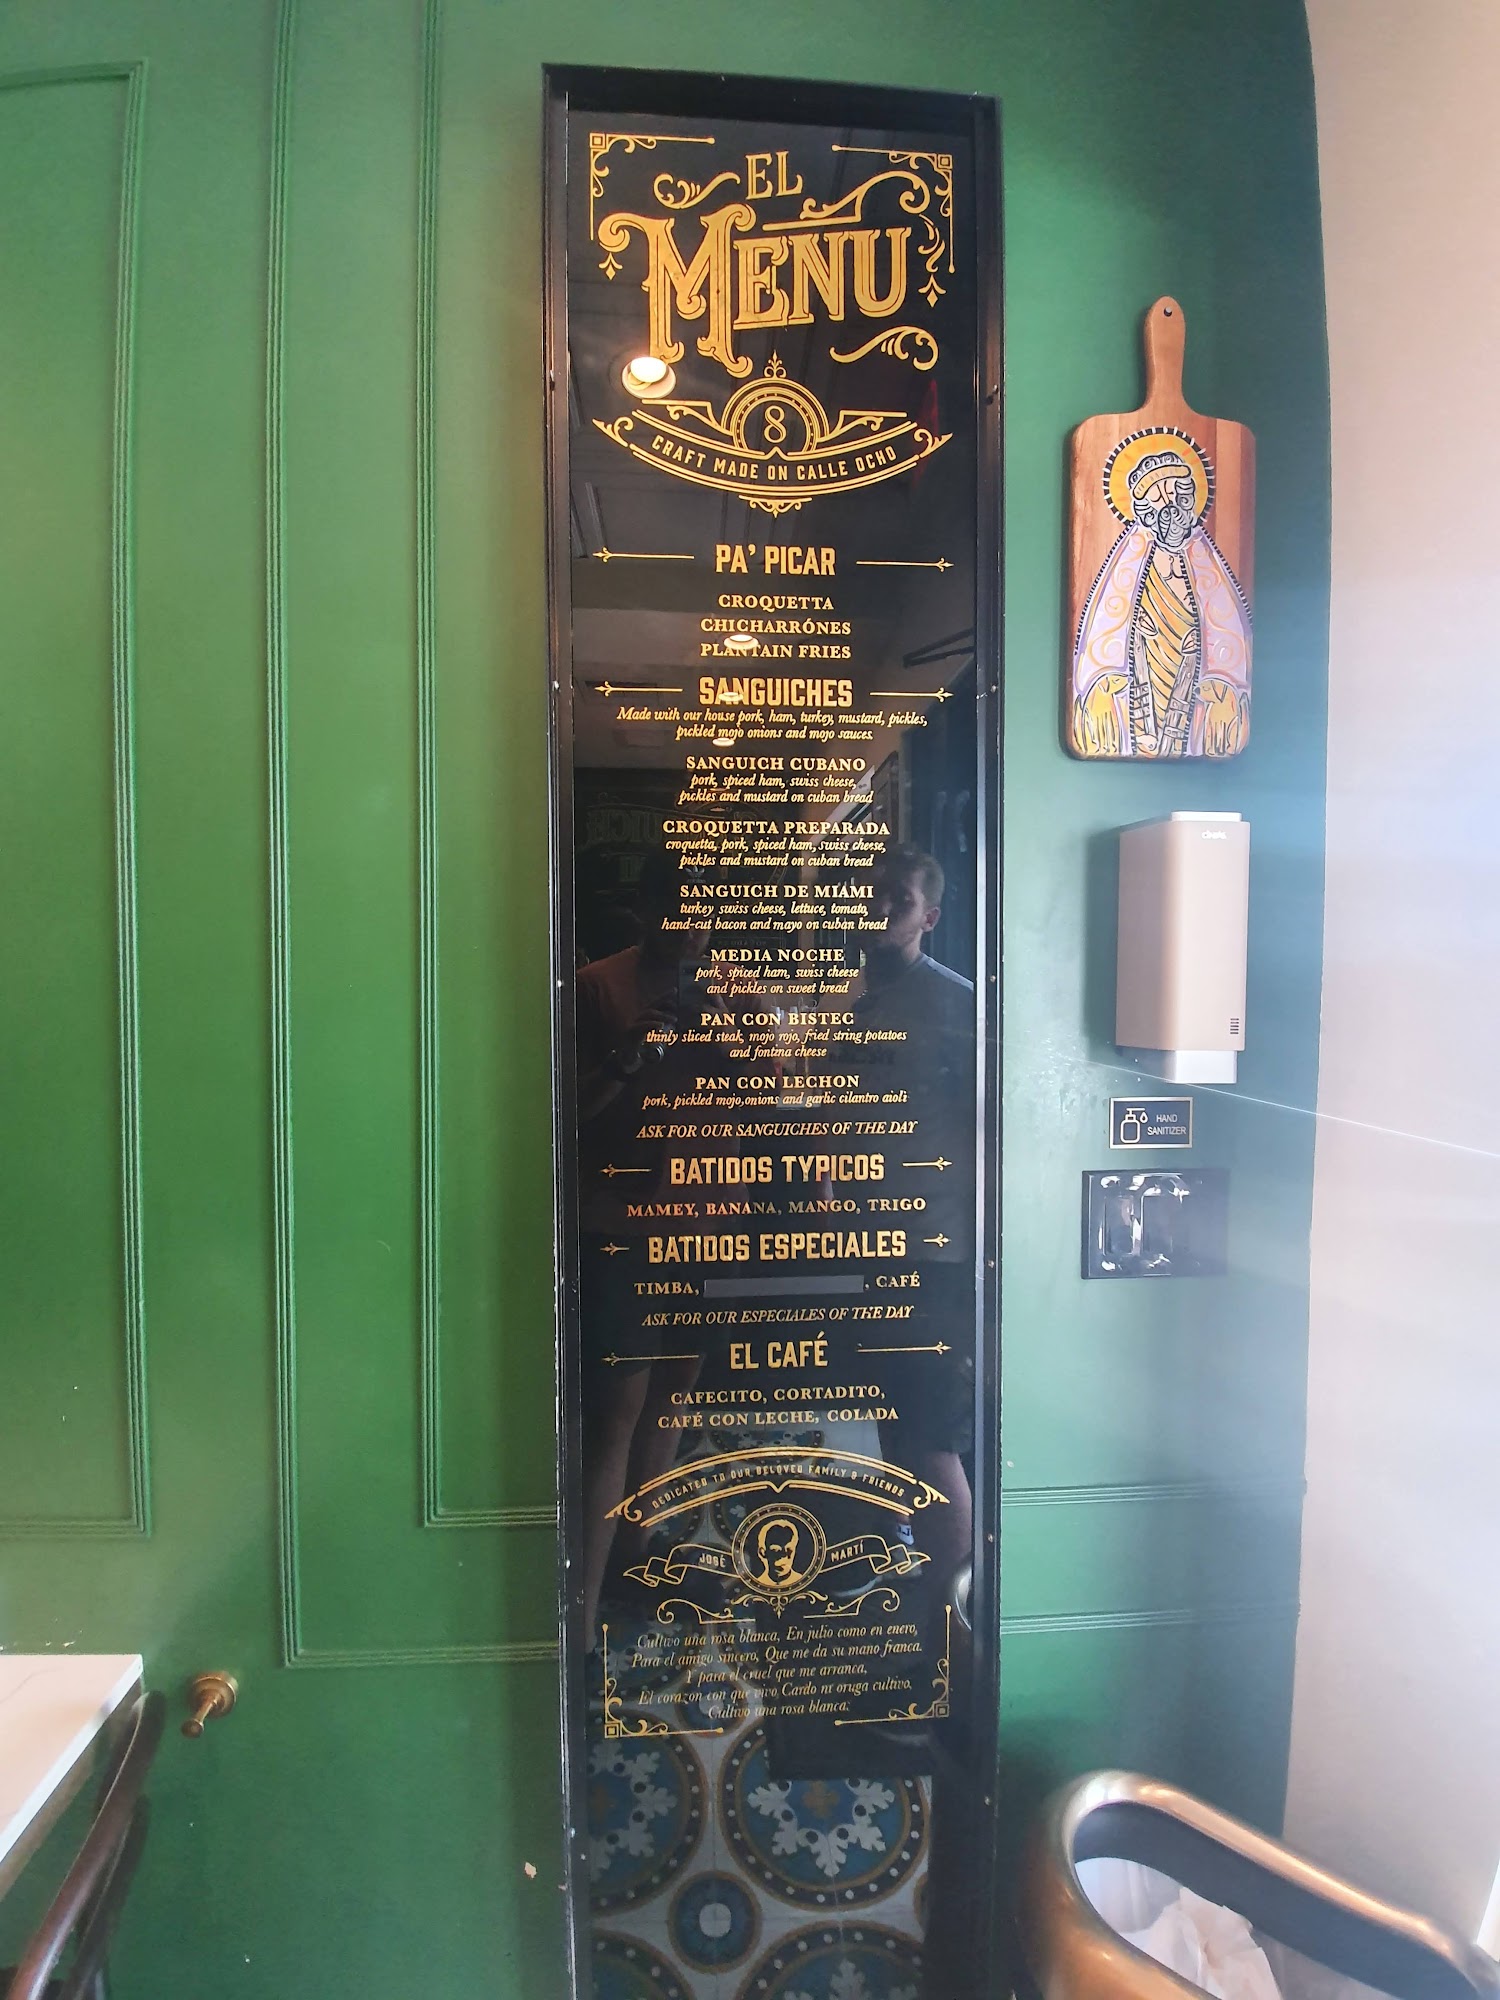 EL
MENU
8
CRAFT MADE ON CALLE OCHO
PA' PICAR
CROQUETTA
CHICHARRÓNES
PLANTAIN FRIES
SANGUICHES
Made with our house pork, ham, turkey, mustard, pickles,
pickled mojo onions and mojo sauces.
SANGUICH CUBANO
pork, spiced ham, swiss cheese,
pickles and mustard on cuban bread
CROQUETTA PREPARADA
croquetta, pork, spiced ham, swiss cheese,
pickles and mustard on cuban bread
SANGUICH DE MIAMI
turkey swiss cheese, lettuce, tomato,
hand-cut bacon and mayo on cuban bread
MEDIA NOCHE
pork, spiced ham, swiss cheese
and pickles on sweet bread
PAN CON BISTEC
thinly sliced steak, mojo rojo, fried string potatoes
and fontina cheese
PAN CON LECHON
pork, pickled mojo,onions and garlic cilantro aioli
ASK FOR OUR SANGUICHES OF THE DAY
BATIDOS TYPICOS
MAMEY, BANANA, MANGO, TRIGO
BATIDOS ESPECIALES
TIMBA, , CAFÉ
ASK FOR OUR ESPECIALES OF THE DAY
EL CAFÉ
CAFECITO, CORTADITO,
CAFÉ CON LECHE, COLADA
DEDICATED TO OUR BELOVED FAMILY & FRIENDS
JOSÉ MARTÍ
Cultivo una rosa blanca, En julio como en enero,
Para el amigo sincero, Que me da su mano franca.
Y para el cruel que me arranca,
El corazon con que vivo, Cardo ni oruga cultivo,
Cultivo una rosa blanca.
HAND
SANITIZER